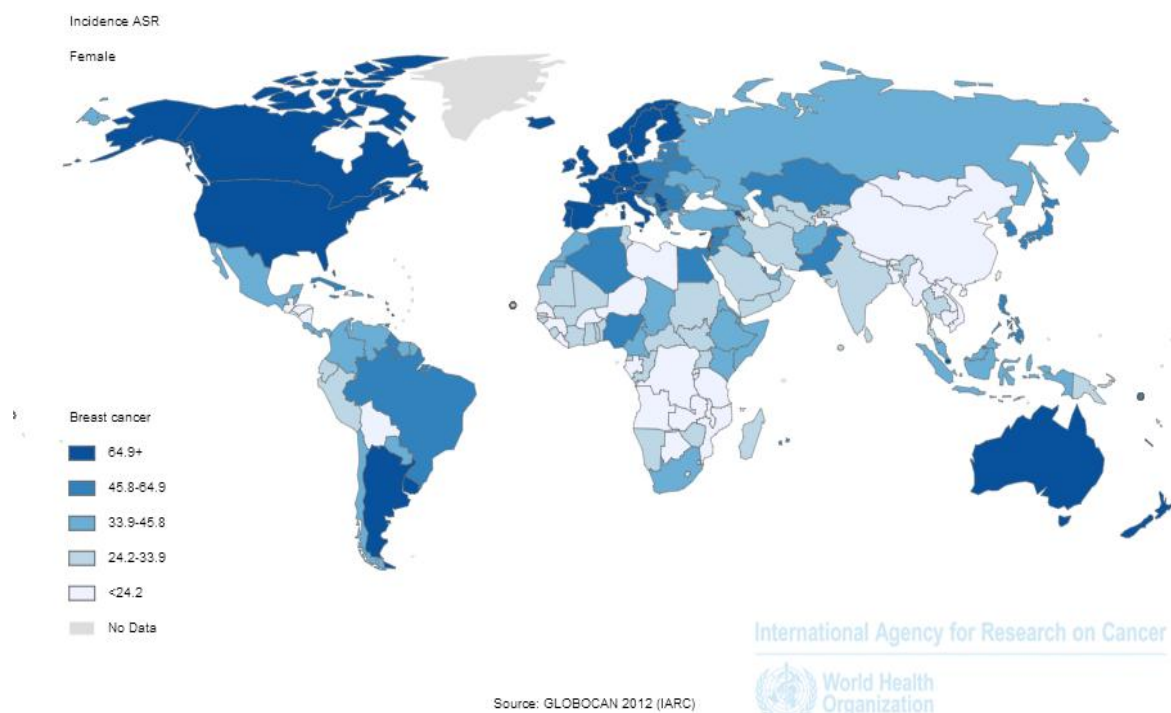 Incidence ASR
Female
Breast cancer
64.9+
45.8-64.9
33.9-45.8
24.2-33.9
<24.2
No Data
International Agency for Research on Cancer
World Health
Organization
Source: GLOBOCAN 2012 (IARC)